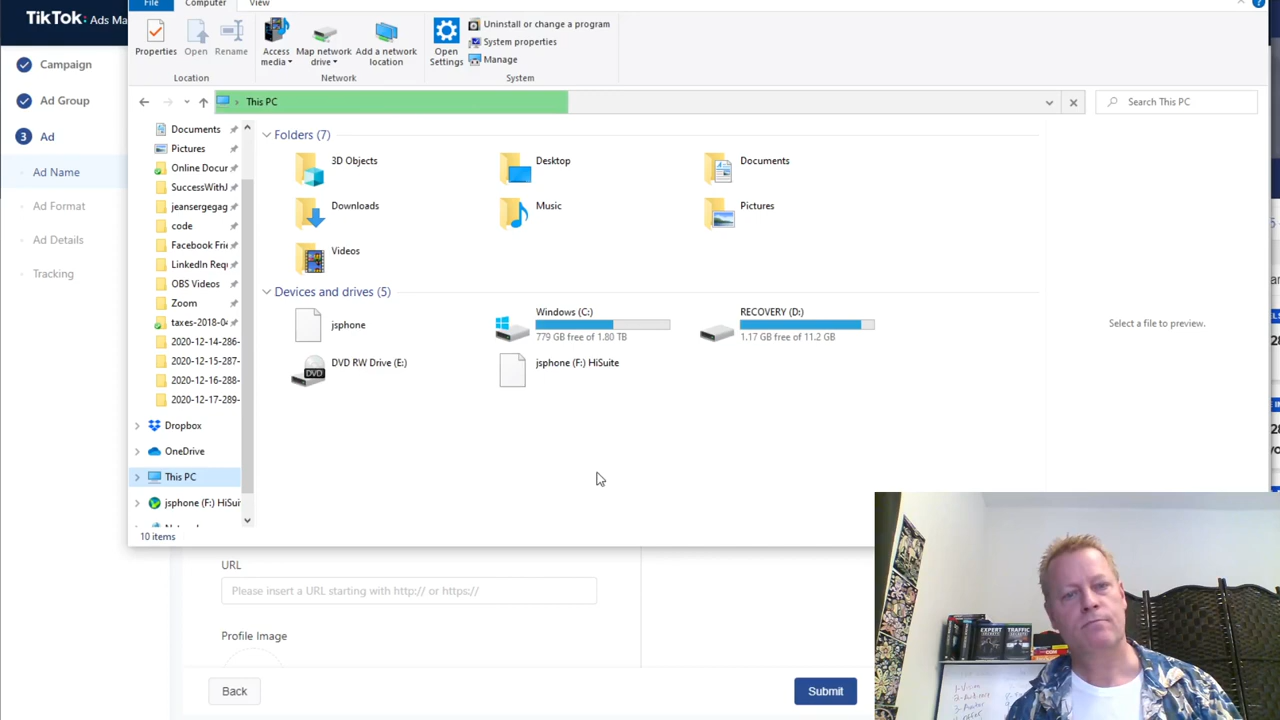 TikTok: Ads Ma
File
Computer
View
Properties
Open
Rename
Access media
Map network drive
Add a network location
Open Settings
Uninstall or change a program
System properties
Manage
Location
Network
System
Campaign
Ad Group
3 Ad
Ad Name
Ad Format
Ad Details
Tracking
This PC
Search This PC
Documents
Pictures
Online Docur
SuccessWithJ
jeansergegag
code
Facebook Frie
LinkedIn Requ
OBS Videos
Zoom
taxes-2018-04
2020-12-14-286-
2020-12-15-287-
2020-12-16-288-
2020-12-17-289-
Dropbox
OneDrive
This PC
jsphone (F:) HiSui
10 items
Folders (7)
3D Objects
Desktop
Documents
Downloads
Music
Pictures
Videos
Devices and drives (5)
jsphone
Windows (C:)
779 GB free of 1.80 TB
RECOVERY (D:)
1.17 GB free of 11.2 GB
DVD RW Drive (E:)
DVD
jsphone (F:) HiSuite
Select a file to preview.
URL
Please insert a URL starting with http:// or https://
Profile Image
Back
Submit
EXPERT
SECRETS
TRAFFIC
SECRETS